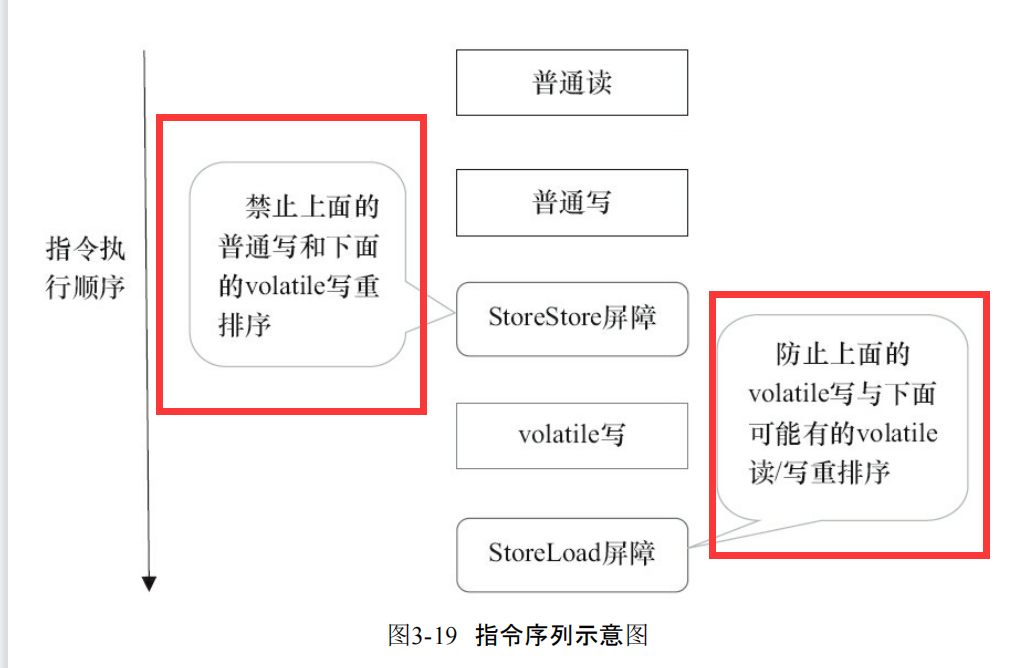 普通读
普通写
禁止上面的
普通写和下面
的volatile写重
排序
指令执
行顺序
StoreStore屏障
防止上面的
volatile写与下面
可能有的volatile
读/写重排序
volatile写
StoreLoad屏障
图3-19 指令序列示意图